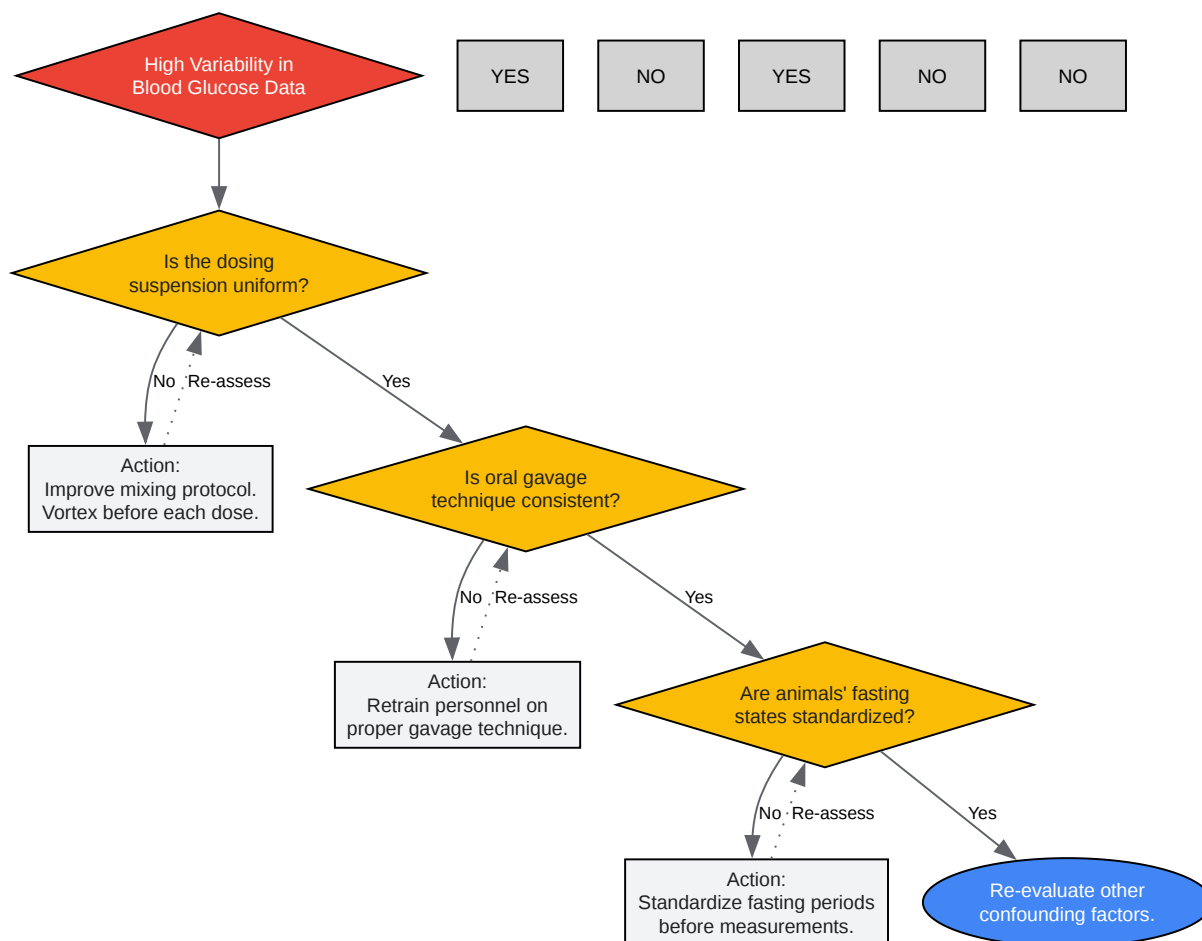 High Variability in
Blood Glucose Data
YES
NO
YES
NO
NO
Is the dosing
suspension uniform?
No
Re-assess
Yes
Action:
Improve mixing protocol.
Vortex before each dose.
Is oral gavage
technique consistent?
No
Re-assess
Yes
Action:
Retrain personnel on
proper gavage technique.
Are animals' fasting
states standardized?
No
Re-assess
Yes
Action:
Standardize fasting periods
before measurements.
Re-evaluate other
confounding factors.